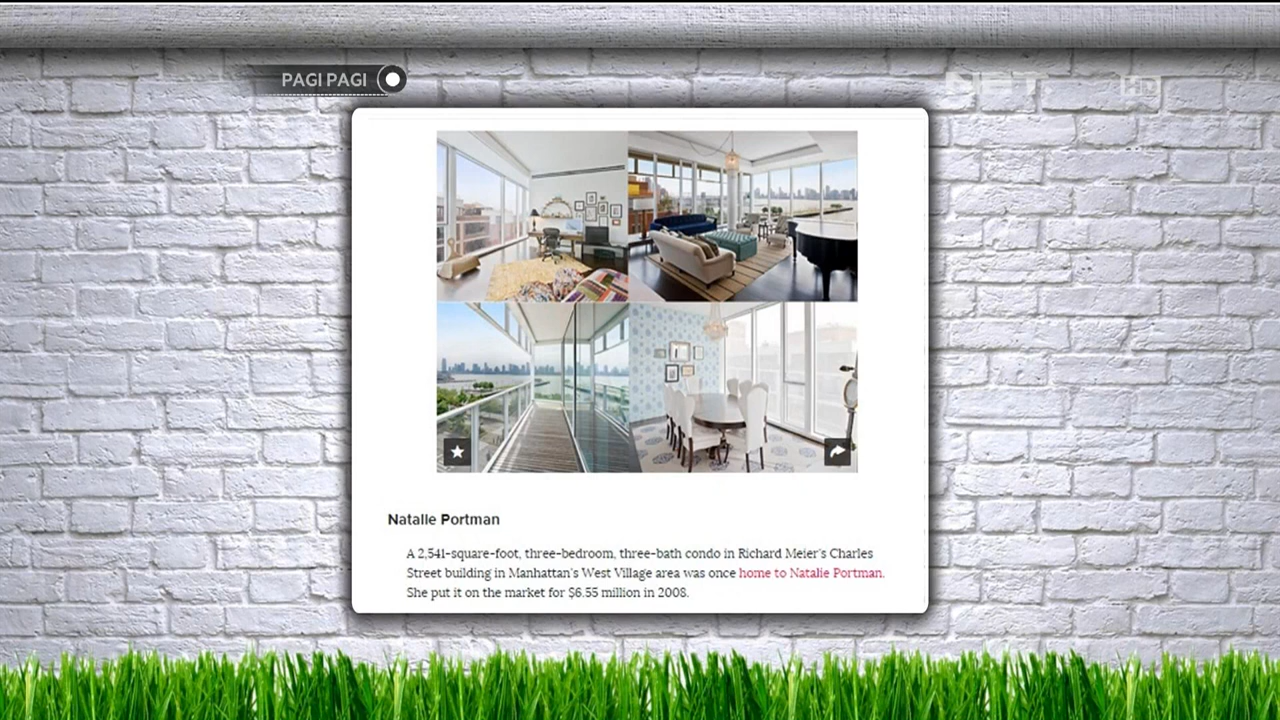 PAGI PAGI
NET
HD
Natalie Portman
A 2,541-square-foot, three-bedroom, three-bath condo in Richard Meier's Charles
Street building in Manhattan's West Village area was once home to Natalie Portman.
She put it on the market for $6.55 million in 2008.